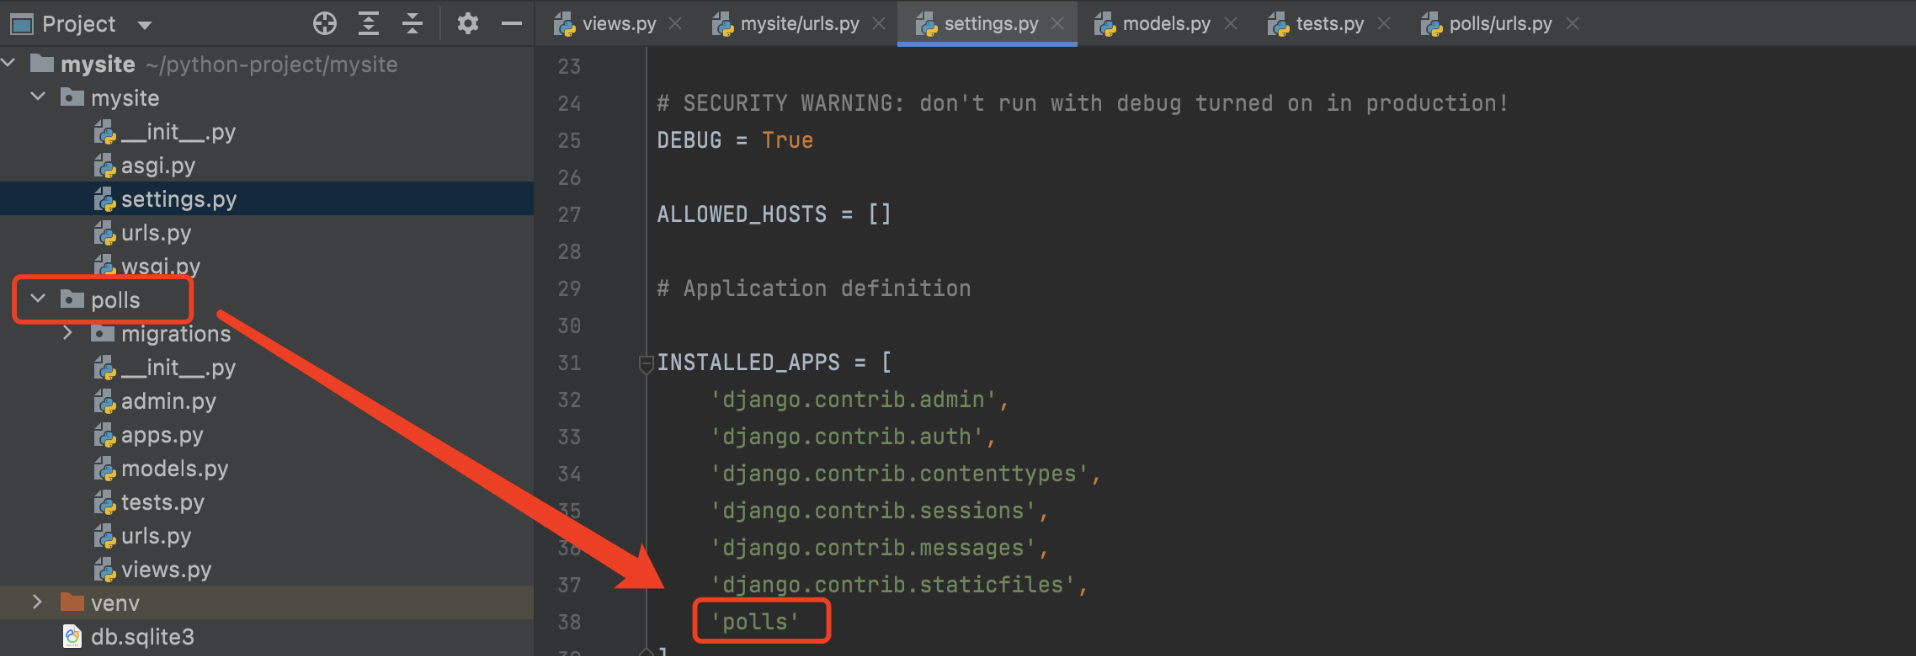 Project
views.py
mysite/urls.py
settings.py
models.py
tests.py
polls/urls.py
mysite ~/python-project/mysite
mysite
__init__.py
asgi.py
settings.py
urls.py
wsgi.py
polls
migrations
__init__.py
admin.py
apps.py
models.py
tests.py
urls.py
views.py
venv
db.sqlite3
23
24 # SECURITY WARNING: don't run with debug turned on in production!
25 DEBUG = True
26
27 ALLOWED_HOSTS = []
28
29 # Application definition
30
31 INSTALLED_APPS = [
32 'django.contrib.admin',
33 'django.contrib.auth',
34 'django.contrib.contenttypes',
35 'django.contrib.sessions',
36 'django.contrib.messages',
37 'django.contrib.staticfiles',
38 'polls'
39 ]